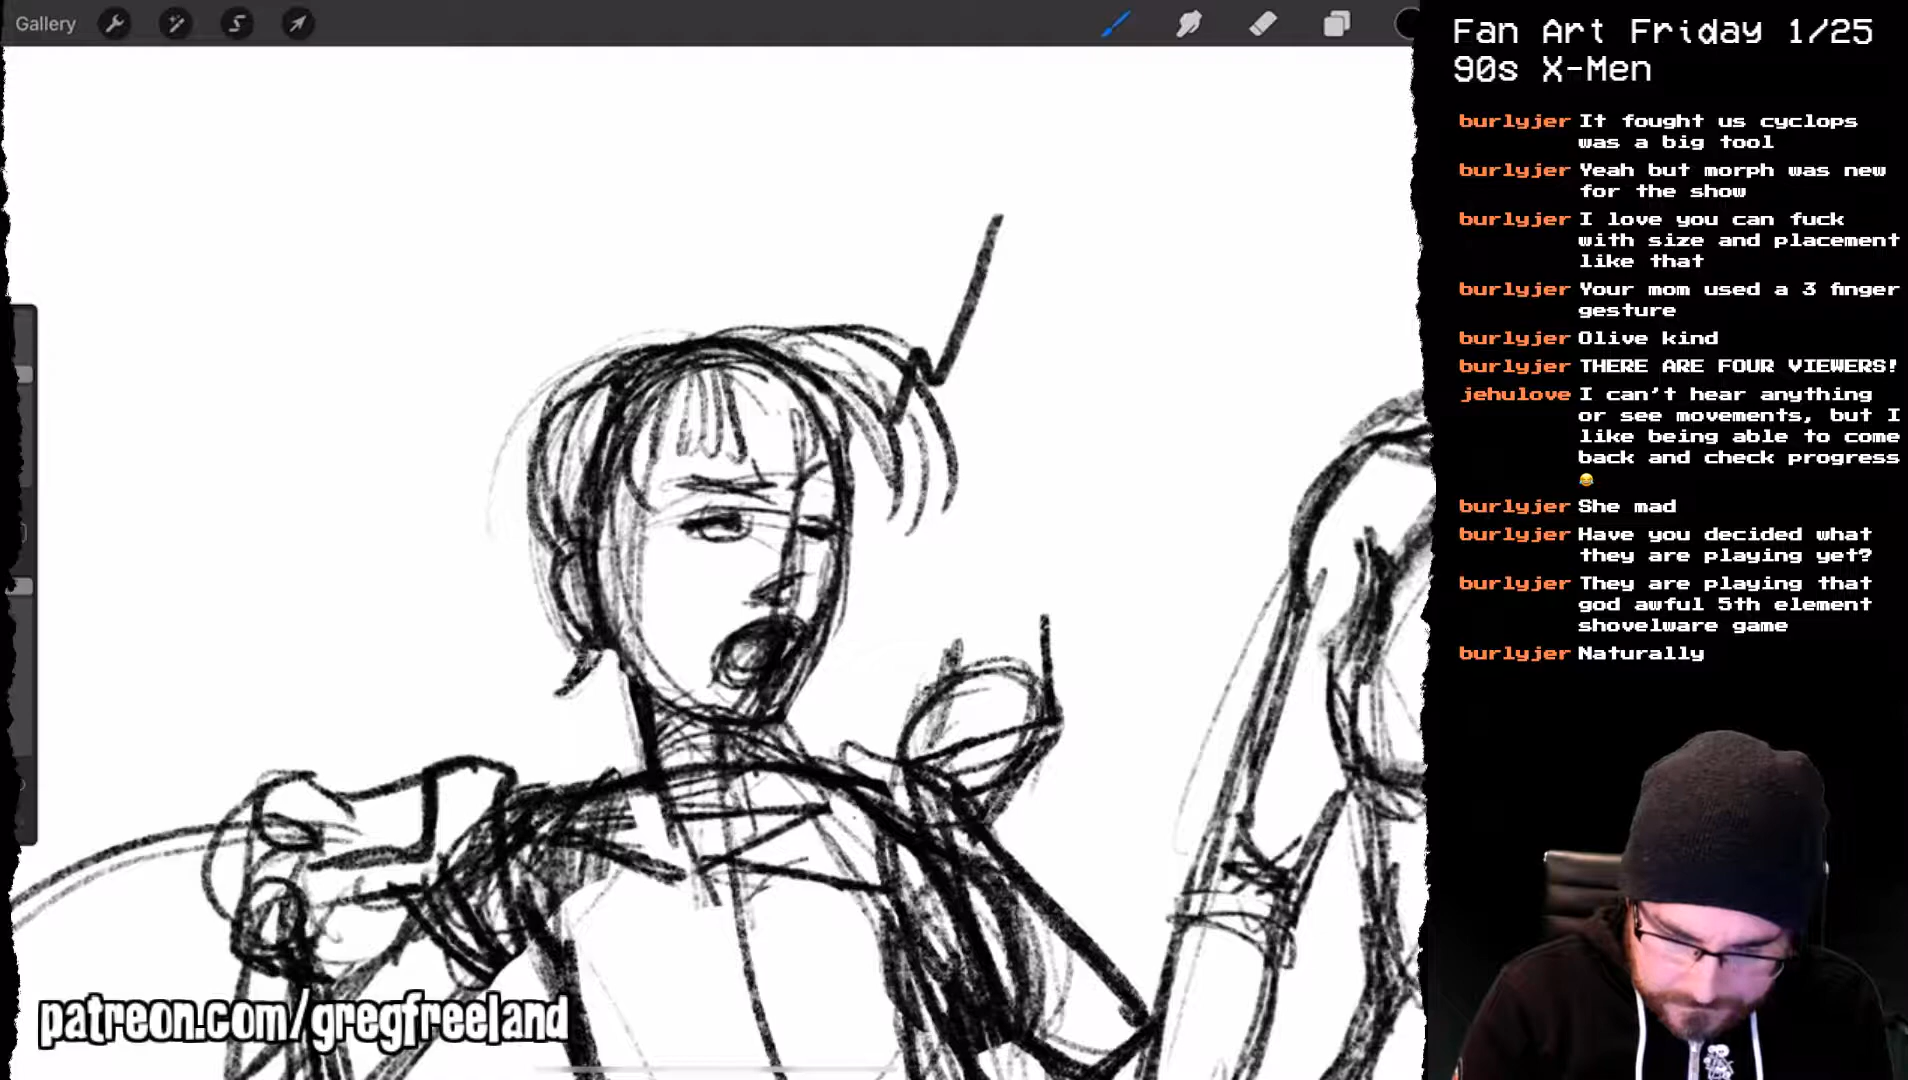 Gallery
Fan Art Friday 1/25
90s X-Men
burlyjer It fought us cyclops
was a big tool
burlyjer Yeah but morph was new
for the show
burlyjer I love you can fuck
with size and placement
like that
burlyjer Your mom used a 3 finger
gesture
burlyjer Olive kind
burlyjer THERE ARE FOUR VIEWERS!
jehulove I can't hear anything
or see movements, but I
like being able to come
back and check progress
😂
burlyjer She mad
burlyjer Have you decided what
they are playing yet?
burlyjer They are playing that
god awful 5th element
shovelware game
burlyjer Naturally
patreon.com/gregfreeland